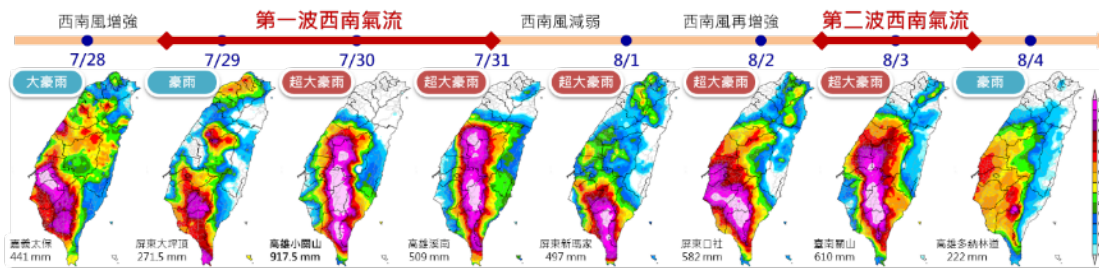 西南風增強
第一波西南氣流
西南風減弱
西南風再增強
第二波西南氣流
7/28
7/29
7/30
7/31
8/1
8/2
8/3
8/4
大豪雨
豪雨
超大豪雨
超大豪雨
超大豪雨
超大豪雨
超大豪雨
豪雨
嘉義太保
441 mm
屏東大坪頂
271.5 mm
高雄小關山
917.5 mm
高雄溪南
509 mm
屏東新瑪家
497 mm
屏東口社
582 mm
臺南關山
610 mm
高雄多納林道
222 mm